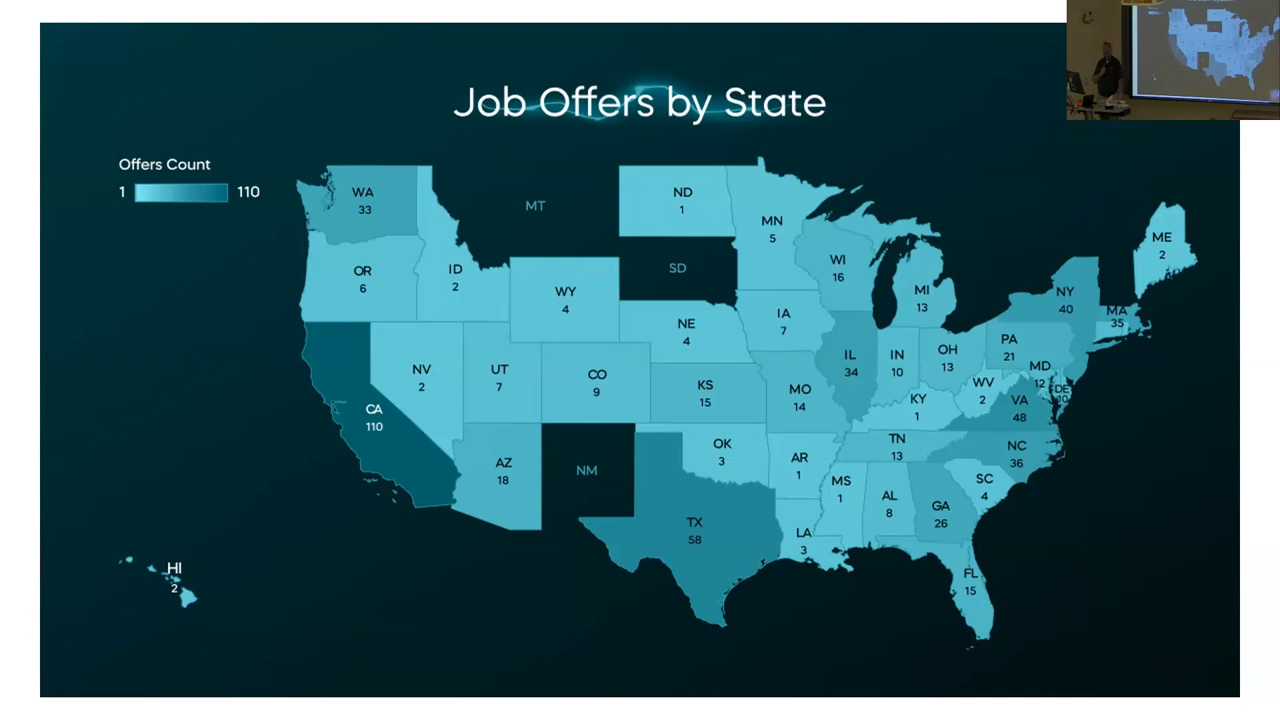 Job Offers by State
Offers Count
1 110
WA
33
MT
ND
1
MN
5
OR
6
ID
2
WY
4
SD
WI
16
MI
13
NY
40
ME
2
MA
35
NV
2
UT
7
CO
9
NE
4
IA
7
IL
34
IN
10
OH
13
PA
21
MD
12
DE
10
CA
110
KS
15
MO
14
KY
1
WV
2
VA
48
AZ
18
NM
OK
3
AR
1
TN
13
NC
36
TX
58
LA
3
MS
1
AL
8
GA
26
SC
4
FL
15
HI
2